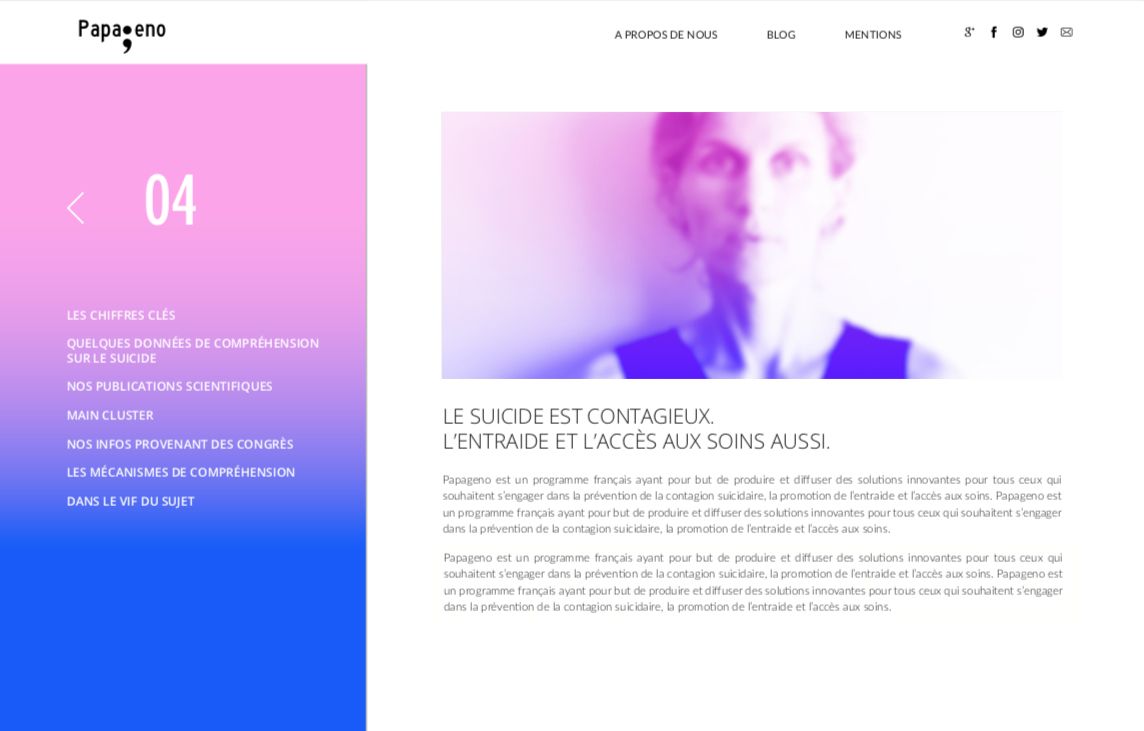 Papageno
A PROPOS DE NOUS
BLOG
MENTIONS
g+
f
04
LES CHIFFRES CLÉS
QUELQUES DONNÉES DE COMPRÉHENSION
SUR LE SUICIDE
NOS PUBLICATIONS SCIENTIFIQUES
MAIN CLUSTER
NOS INFOS PROVENANT DES CONGRÈS
LES MÉCANISMES DE COMPRÉHENSION
DANS LE VIF DU SUJET
LE SUICIDE EST CONTAGIEUX.
L'ENTRAIDE ET L'ACCÈS AUX SOINS AUSSI.
Papageno est un programme français ayant pour but de produire et diffuser des solutions innovantes pour tous ceux qui
souhaitent s'engager dans la prévention de la contagion suicidaire, la promotion de l'entraide et l'accès aux soins. Papageno est
un programme français ayant pour but de produire et diffuser des solutions innovantes pour tous ceux qui souhaitent s'engager
dans la prévention de la contagion suicidaire, la promotion de l'entraide et l'accès aux soins.
Papageno est un programme français ayant pour but de produire et diffuser des solutions innovantes pour tous ceux qui
souhaitent s'engager dans la prévention de la contagion suicidaire, la promotion de l'entraide et l'accès aux soins. Papageno est
un programme français ayant pour but de produire et diffuser des solutions innovantes pour tous ceux qui souhaitent s'engager
dans la prévention de la contagion suicidaire, la promotion de l'entraide et l'accès aux soins.